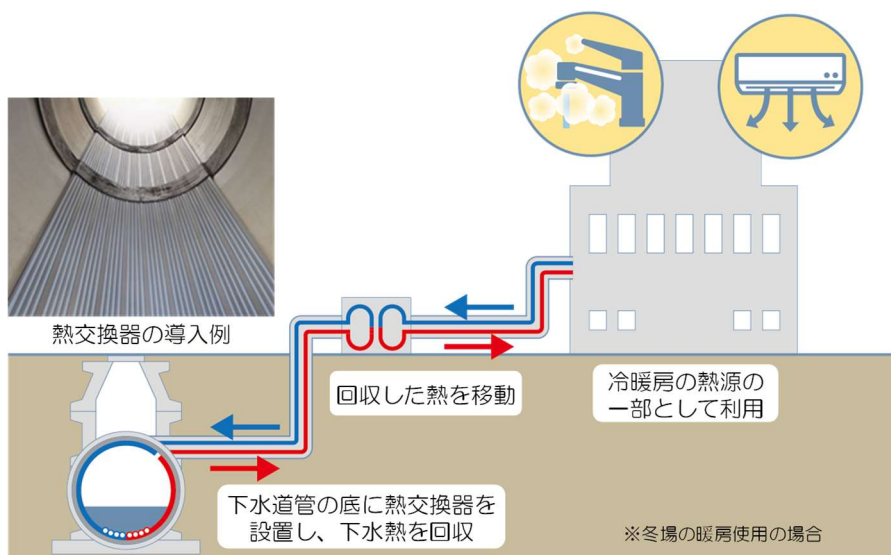 熱交換器の導入例
回収した熱を移動
冷暖房の熱源の
一部として利用
下水道管の底に熱交換器を
設置し、下水熱を回収
※冬場の暖房使用の場合